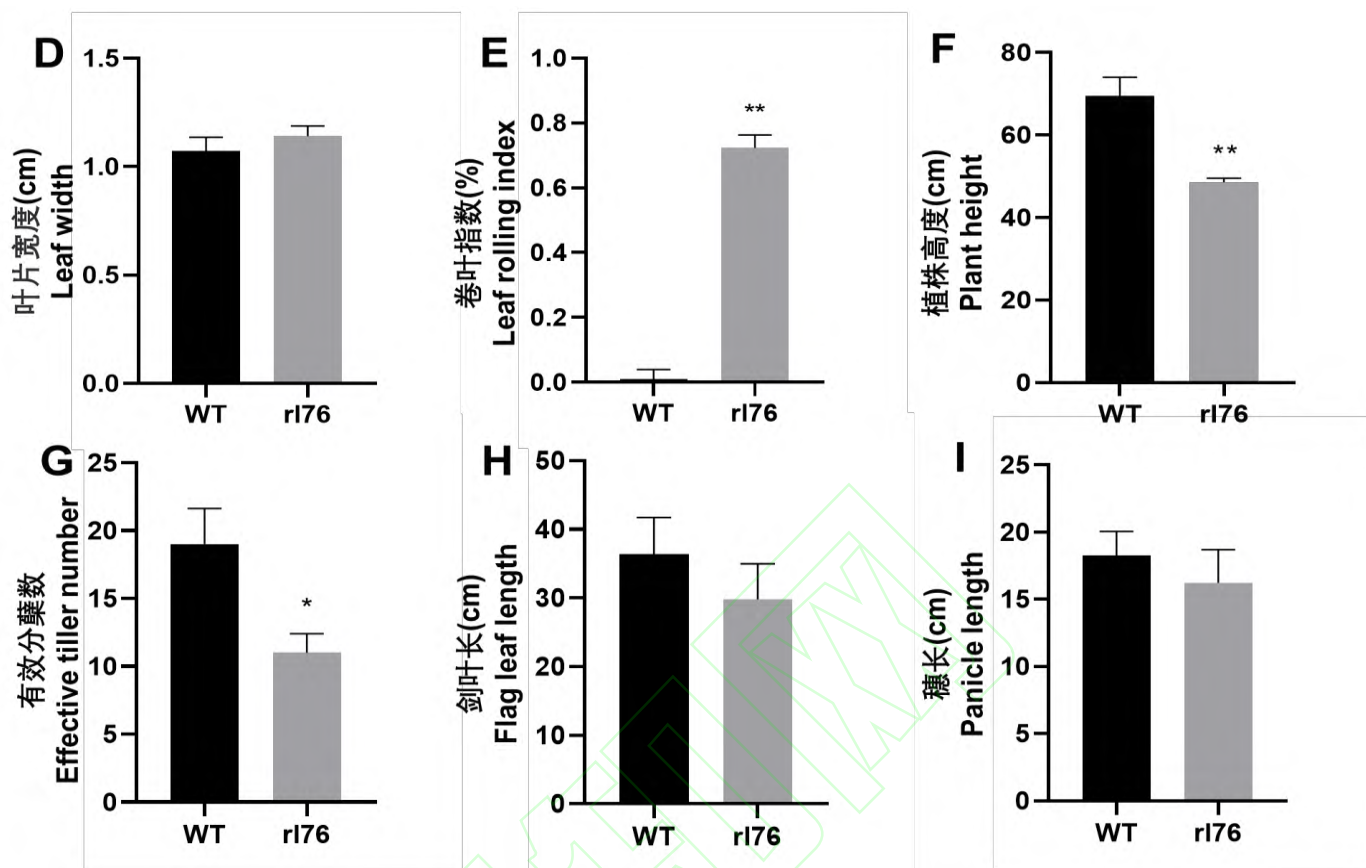 D
叶片宽度(cm)
Leaf width
1.5
1.0
0.5
0.0
WT rl76
E
卷叶指数(%)
Leaf rolling index
1.0
0.8
0.6
0.4
0.2
0.0
**
WT rl76
F
植株高度(cm)
Plant height
80
60
40
20
0
**
WT rl76
G
有效分蘖数
Effective tiller number
25
20
15
10
5
0
*
WT rl76
H
剑叶长(cm)
Flag leaf length
50
40
30
20
10
0
WT rl76
I
穗长(cm)
Panicle length
25
20
15
10
5
0
WT rl76